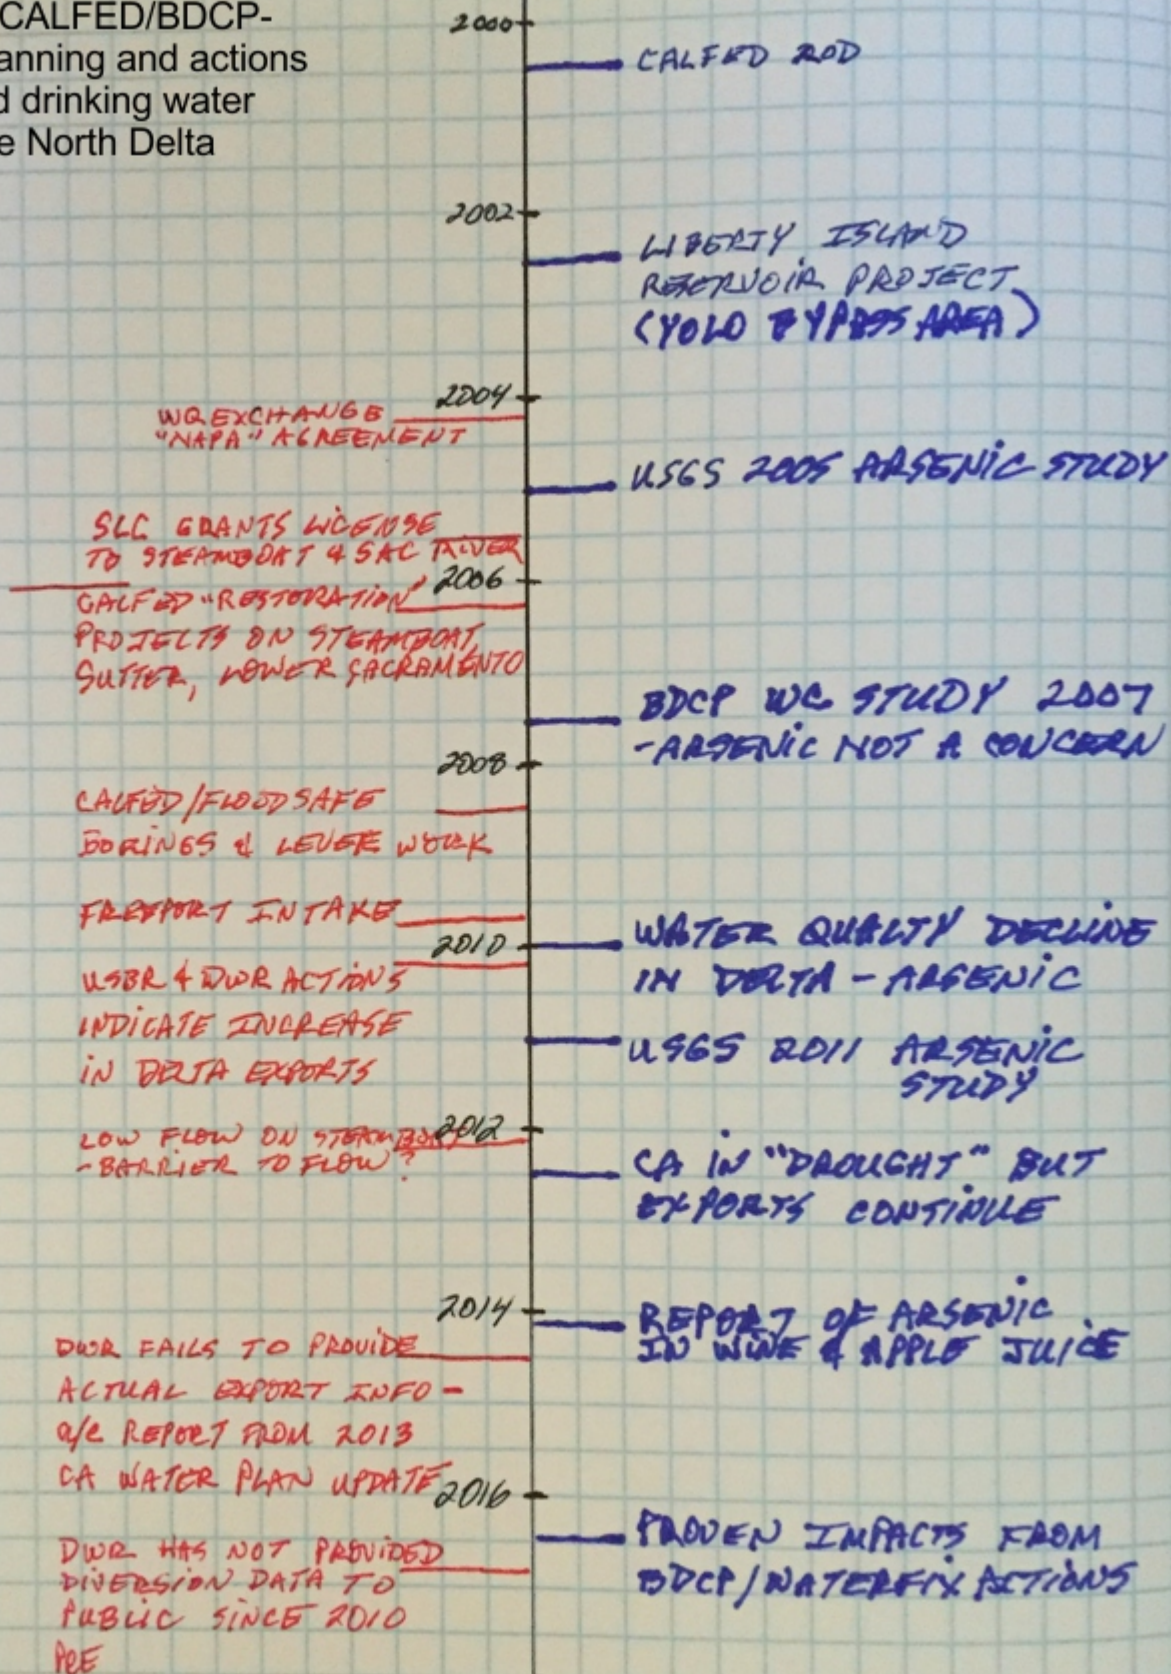 CALFED/BDCP-
anning and actions
d drinking water
e North Delta
2000
CALFED ROD
2002
LIBERTY ISLAND
RESERVOIR PROJECT
(YOLO BYPASS AREA)
2004
WQ EXCHANGE
"NAPA" AGREEMENT
USGS 2005 ARSENIC STUDY
SLC GRANTS LICENSE
TO STEAMBOAT & SAC RIVER
2006
CALFED "RESTORATION"
PROJECTS ON STEAMBOAT,
SUTTER, LOWER SACRAMENTO
BDCP WQ STUDY 2007
-ARSENIC NOT A CONCERN
2008
CALFED/FLOODSAFE
BORINGS & LEVEE WORK
FREEPORT INTAKE
2010
WATER QUALTY DECLINE
IN DELTA - ARSENIC
USBR & DWR ACTIONS
INDICATE INCREASE
IN DELTA EXPORTS
USGS 2011 ARSENIC
STUDY
2012
LOW FLOW ON STEAMBOAT
-BARRIER TO FLOW?
CA IN "DROUGHT" BUT
EXPORTS CONTINUE
2014
REPORT OF ARSENIC
IN WINE & APPLE JUICE
DWR FAILS TO PROVIDE
ACTUAL EXPORT INFO -
REPORT FROM 2013
CA WATER PLAN UPDATE
2016
PROVEN IMPACTS FROM
BDCP/WATERFIX ACTIONS
DWR HAS NOT PROVIDED
DIVERSION DATA TO
PUBLIC SINCE 2010